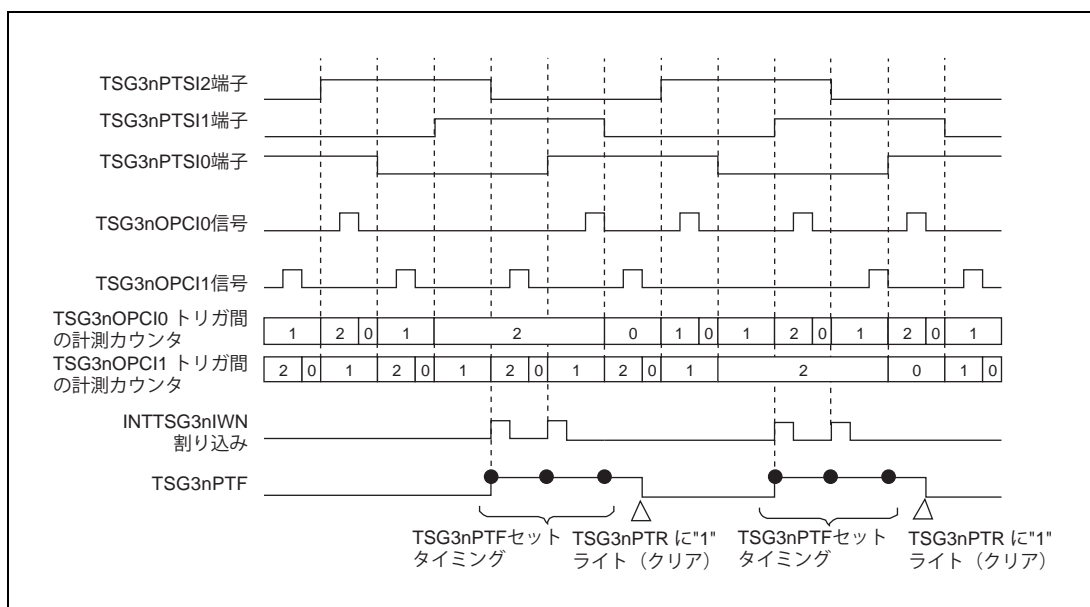 TSG3nPTSI2端子
TSG3nPTSI1端子
TSG3nPTSI0端子
TSG3nOPCI0信号
TSG3nOPCI1信号
TSG3nOPCI0 トリガ間
の計測カウンタ
1 2 0 1 2 0 1 0 1 2 0 1 2 0 1
TSG3nOPCI1 トリガ間
の計測カウンタ
2 0 1 2 0 1 2 0 1 2 0 1 2 0 1 0
INTTSG3nIWN
割り込み
TSG3nPTF
TSG3nPTFセット
タイミング
TSG3nPTR に"1"
ライト（クリア）
TSG3nPTFセット
タイミング
TSG3nPTR に"1"
ライト（クリア）